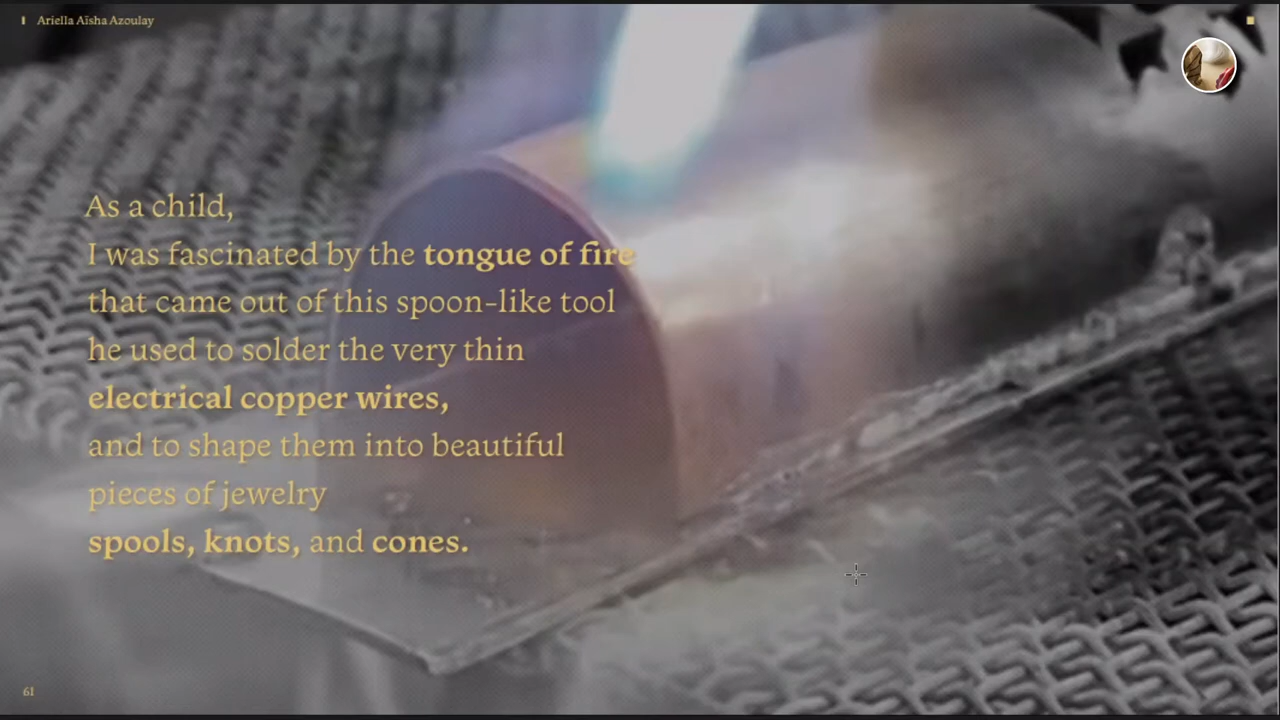 Ariella Aïsha Azoulay
As a child,
I was fascinated by the tongue of fire
that came out of this spoon-like tool
he used to solder the very thin
electrical copper wires,
and to shape them into beautiful
pieces of jewelry
spools, knots, and cones.
61